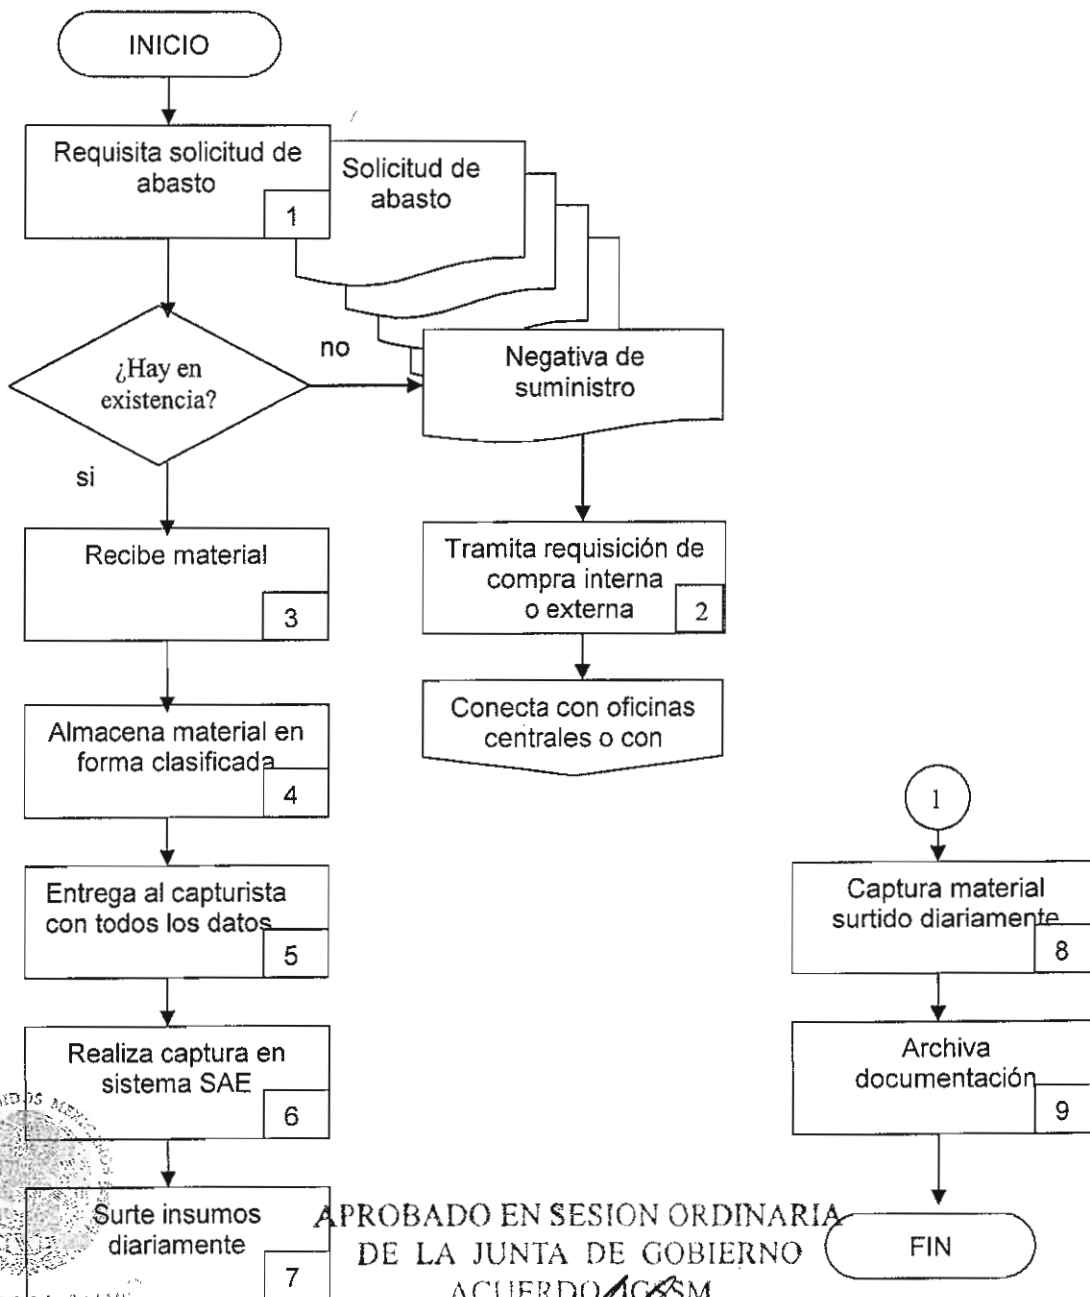 INICIO
Requisita solicitud de
abasto
1
Solicitud de
abasto
¿Hay en
existencia?
no
si
Negativa de
suministro
Tramita requisición de
compra interna
o externa
2
Conecta con oficinas
centrales o con
Recibe material
3
Almacena material en
forma clasificada
4
Entrega al capturista
con todos los datos
5
Realiza captura en
sistema SAE
6
Surte insumos
diariamente
7
1
Captura material
surtido diariamente
8
Archiva
documentación
9
FIN
APROBADO EN SESION ORDINARIA
DE LA JUNTA DE GOBIERNO
ACUERDO